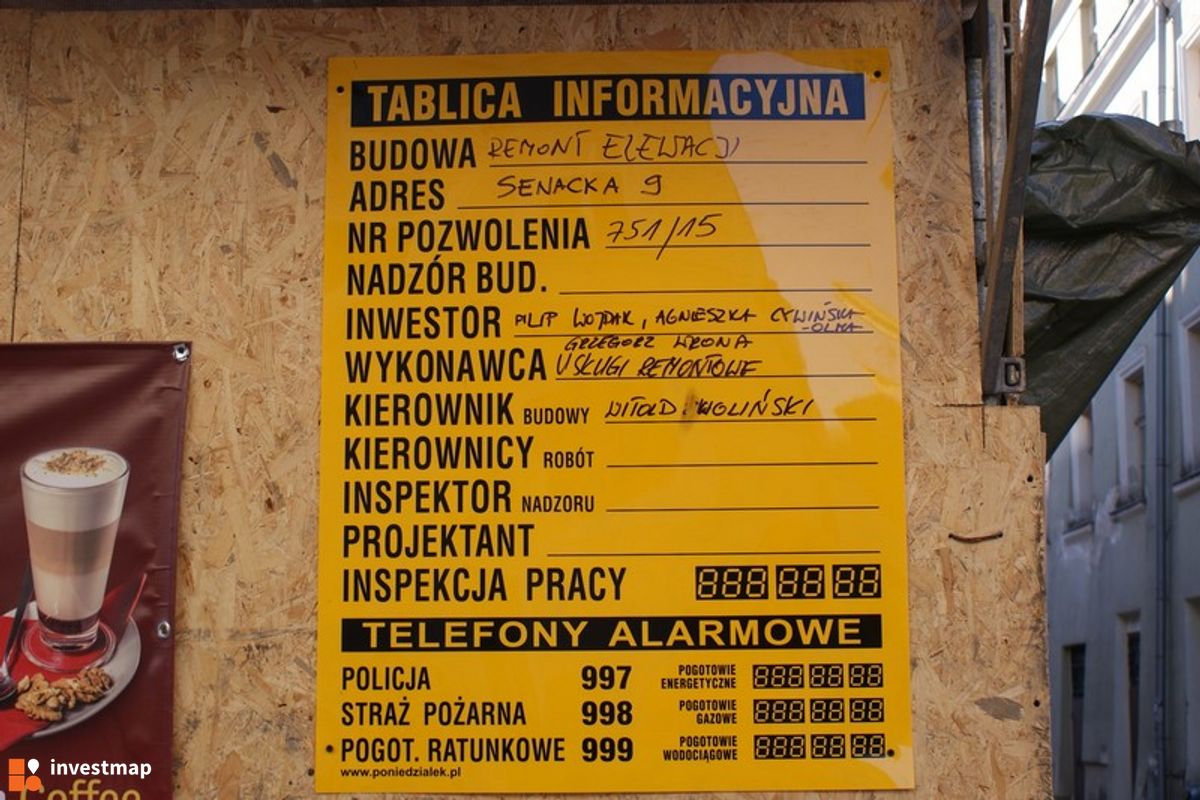 TABLICA INFORMACYJNA
BUDOWA REMONT ELEWACJI
ADRES SENACKA 9
NR POZWOLENIA 751/15
NADZÓR BUD.
INWESTOR FILIP WOJDAK, AGNIESZKA CYWIŃSKA
-OLMA
GRZEGORZ WRONA
WYKONAWCA USŁUGI REMONTOWE
KIEROWNIK BUDOWY WITOLD WOLIŃSKI
KIEROWNICY ROBÓT
INSPEKTOR NADZORU
PROJEKTANT
INSPEKCJA PRACY 888 88 88
TELEFONY ALARMOWE
POLICJA 997 POGOTOWIE ENERGETYCZNE 888 88 88
STRAŻ POŻARNA 998 POGOTOWIE GAZOWE 888 88 88
POGOT. RATUNKOWE 999 POGOTOWIE WODOCIĄGOWE 888 88 88
www.poniedzialek.pl
investmap
Coffee